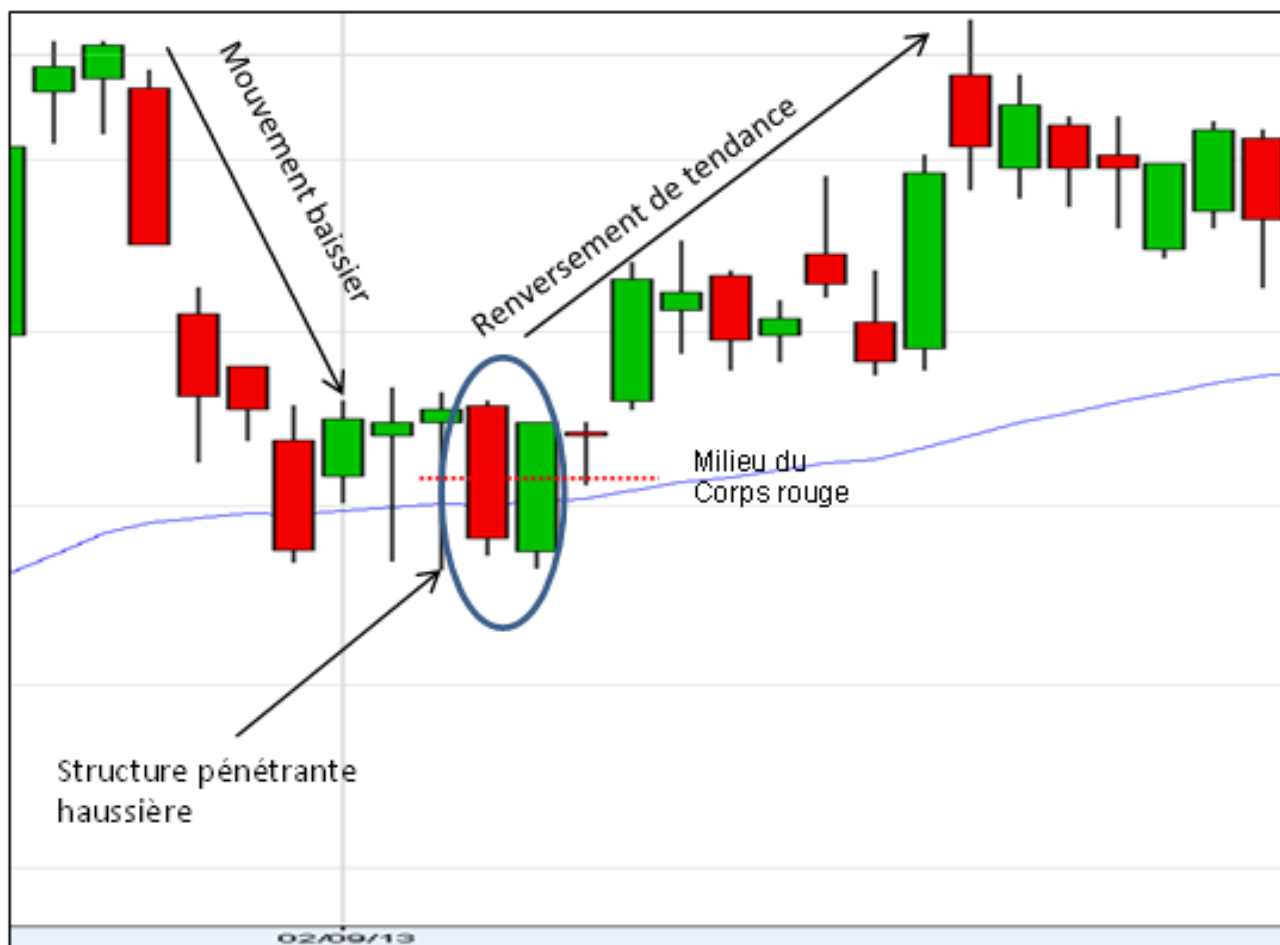 Mouvement baissier
Renversement de tendance
Milieu du
Corps rouge
Structure pénétrante
haussière
02/09/13